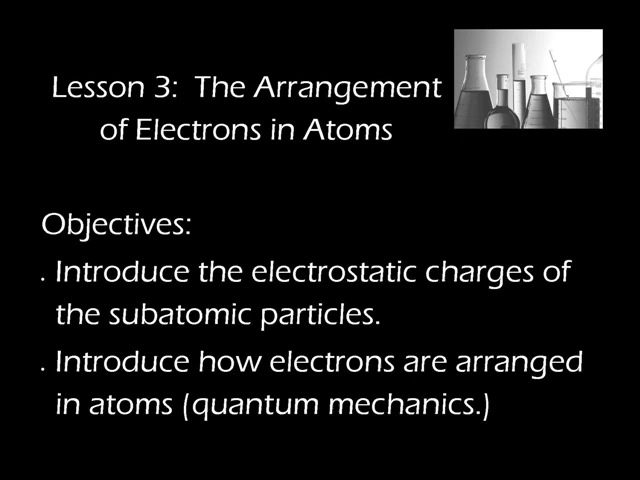 Lesson 3:  The Arrangement
of Electrons in Atoms
Objectives:
. Introduce the electrostatic charges of
the subatomic particles.
. Introduce how electrons are arranged
in atoms (quantum mechanics.)